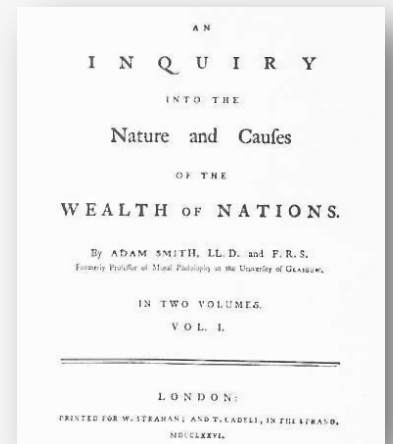 AN
INQUIRY
INTO THE
Nature and Cauſes
OF THE
WEALTH OF NATIONS.
By ADAM SMITH, LL.D. and F.R.S.
Formerly Profeſſor of Moral Philoſophy in the Univerſity of GLASGOW.
IN TWO VOLUMES.
VOL. I.
LONDON:
PRINTED FOR W. STRAHAN; AND T. CADELL, IN THE STRAND,
MDCCLXXVI.